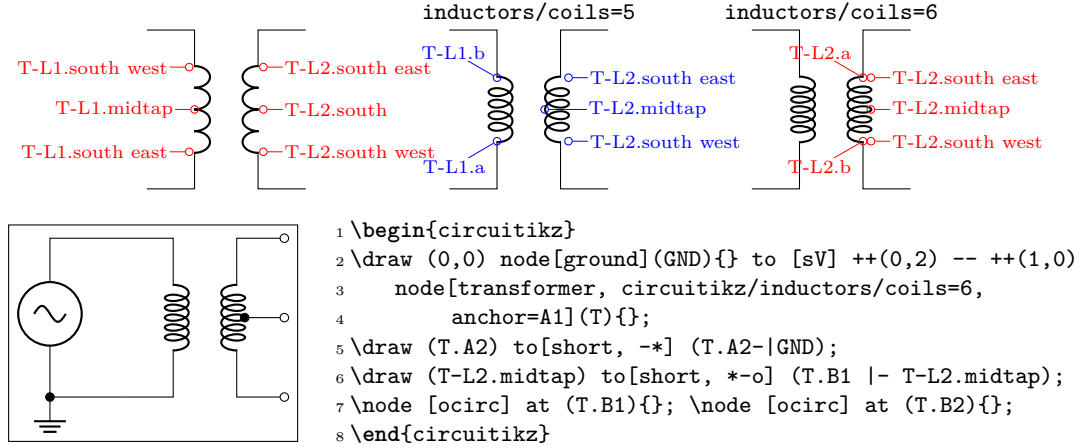 inductors/coils=5
inductors/coils=6
T-L1.south west
T-L1.midtap
T-L1.south east
T-L2.south east
T-L2.south
T-L2.south west
T-L1.b
T-L1.a
T-L2.south east
T-L2.midtap
T-L2.south west
T-L2.a
T-L2.b
T-L2.south east
T-L2.midtap
T-L2.south west
1 \begin{circuitikz}
2 \draw (0,0) node[ground](GND){} to [sV] ++(0,2) -- ++(1,0)
3 node[transformer, circuitikz/inductors/coils=6,
4 anchor=A1](T){};
5 \draw (T.A2) to[short, -*] (T.A2-|GND);
6 \draw (T-L2.midtap) to[short, *-o] (T.B1 |- T-L2.midtap);
7 \node [ocirc] at (T.B1){}; \node [ocirc] at (T.B2){};
8 \end{circuitikz}